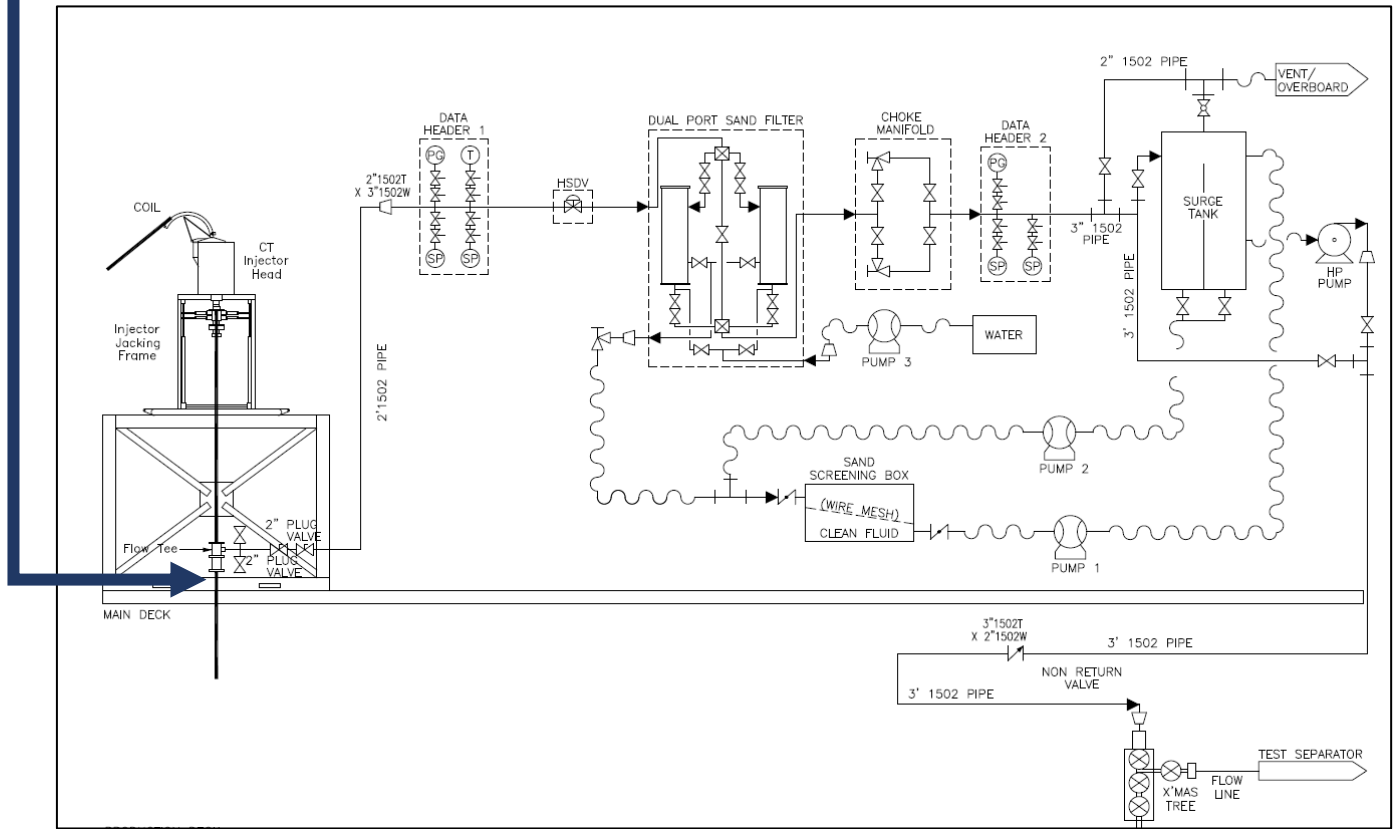 2" 1502 PIPE
VENT/
OVERBOARD
DATA
HEADER 1
PG
T
SP
SP
2"1502T
X 3"1502W
HSDV
DUAL PORT SAND FILTER
CHOKE
MANIFOLD
DATA
HEADER 2
PG
SP
SP
3" 1502
PIPE
3' 1502 PIPE
SURGE
TANK
HP
PUMP
COIL
CT
Injector
Head
Injector
Jacking
Frame
2'1502 PIPE
PUMP 3
WATER
PUMP 2
SAND
SCREENING BOX
(WIRE MESH)
CLEAN FLUID
PUMP 1
2" PLUG
VALVE
Flow Tee
2" PLUG
VALVE
MAIN DECK
3"1502T
X 2"1502W
3' 1502 PIPE
NON RETURN
VALVE
3' 1502 PIPE
TEST SEPARATOR
X'MAS
TREE
FLOW
LINE